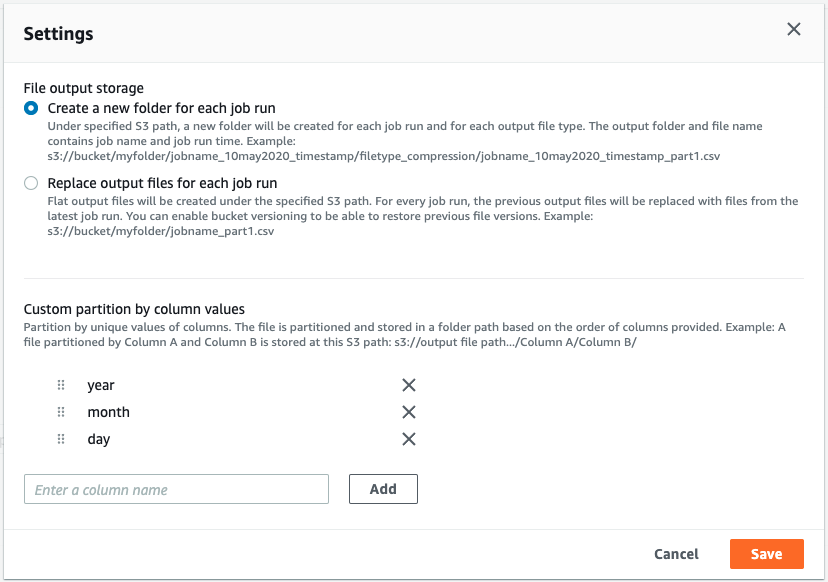 Settings
File output storage
Create a new folder for each job run
Under specified S3 path, a new folder will be created for each job run and for each output file type. The output folder and file name
contains job name and job run time. Example:
s3://bucket/myfolder/jobname_10may2020_timestamp/filetype_compression/jobname_10may2020_timestamp_part1.csv
Replace output files for each job run
Flat output files will be created under the specified S3 path. For every job run, the previous output files will be replaced with files from the
latest job run. You can enable bucket versioning to be able to restore previous file versions. Example:
s3://bucket/myfolder/jobname_part1.csv
Custom partition by column values
Partition by unique values of columns. The file is partitioned and stored in a folder path based on the order of columns provided. Example: A
file partitioned by Column A and Column B is stored at this S3 path: s3://output file path.../Column A/Column B/
year
month
day
Enter a column name
Add
Cancel
Save